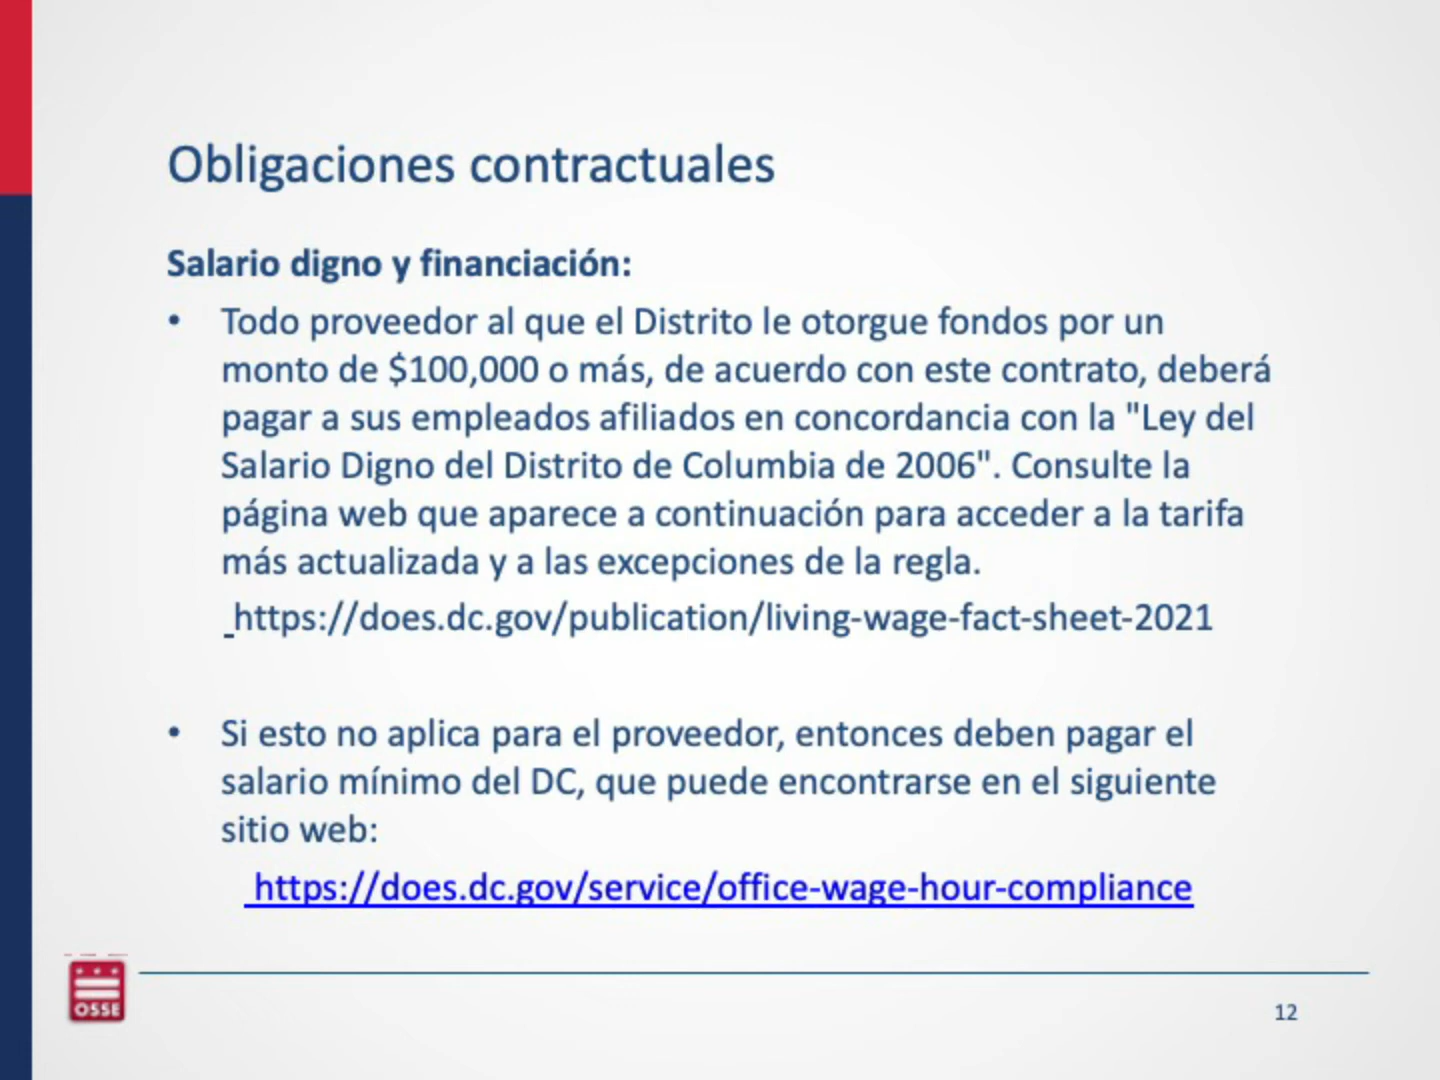 Obligaciones contractuales
Salario digno y financiación:
• Todo proveedor al que el Distrito le otorgue fondos por un
monto de $100,000 o más, de acuerdo con este contrato, deberá
pagar a sus empleados afiliados en concordancia con la "Ley del
Salario Digno del Distrito de Columbia de 2006". Consulte la
página web que aparece a continuación para acceder a la tarifa
más actualizada y a las excepciones de la regla.
https://does.dc.gov/publication/living-wage-fact-sheet-2021
• Si esto no aplica para el proveedor, entonces deben pagar el
salario mínimo del DC, que puede encontrarse en el siguiente
sitio web:
https://does.dc.gov/service/office-wage-hour-compliance
OSSE
12